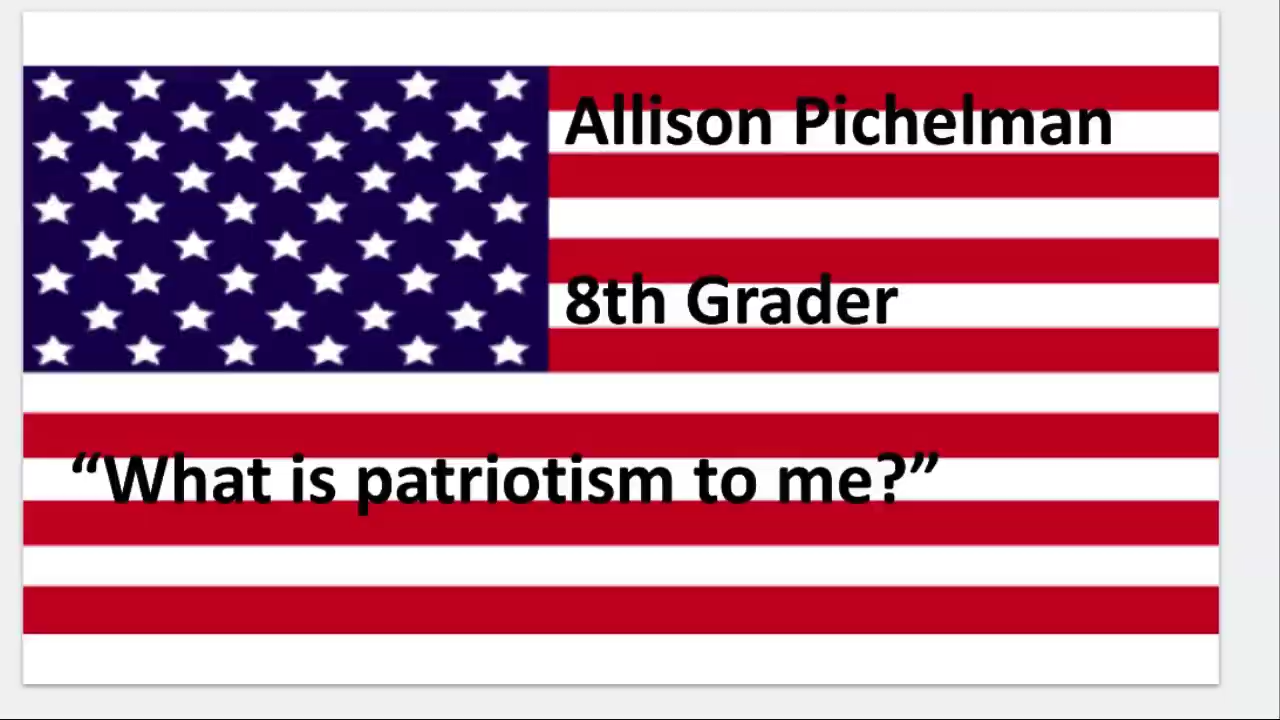 Allison Pichelman
8th Grader
“What is patriotism to me?”